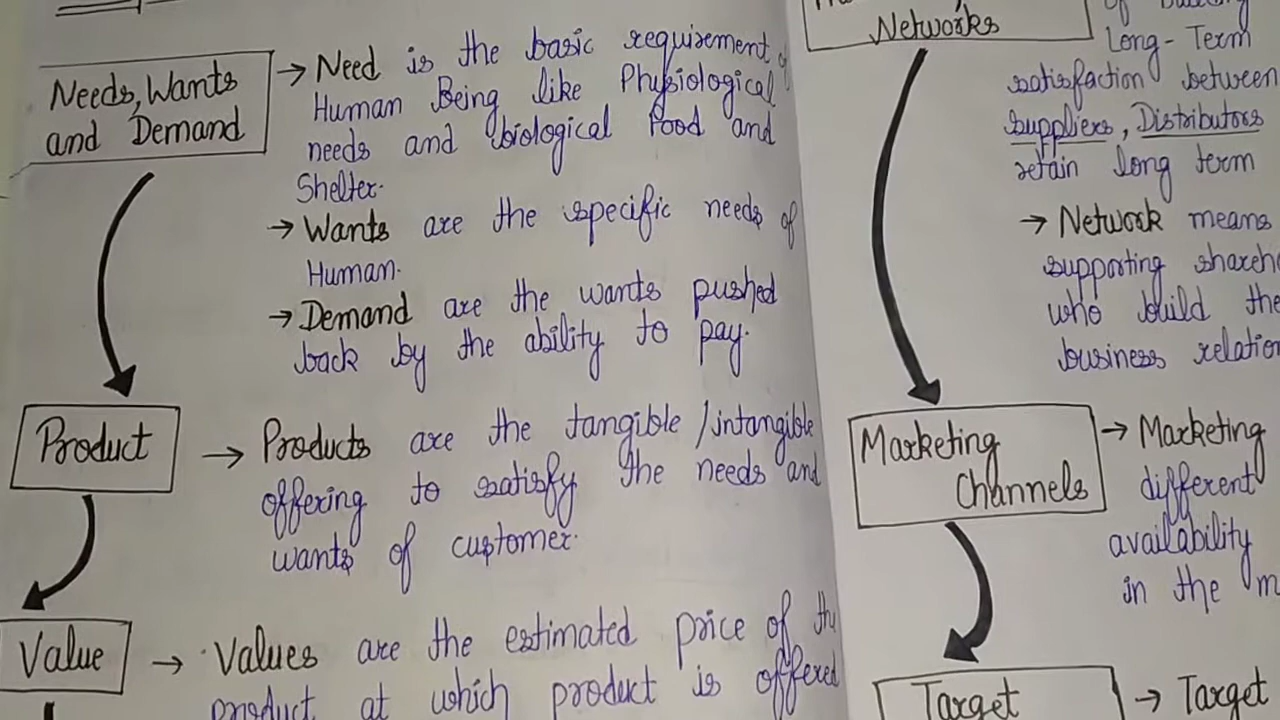 Needs, Wants
and Demand
→ Need is the basic requirement of
Human Being like Physiological
needs and biological Food and
Shelter.
→ Wants are the specific needs of
Human.
→ Demand are the wants pushed
back by the ability to pay.
Product
→ Products are the tangible / intangible
offering to satisfy the needs and
wants of customer.
Value
→ Values are the estimated price of the
product at which product is offered
Networks
Long-Term
satisfaction between
suppliers, Distributors
retain long term
→ Network means
supporting
who build the
business
Marketing
Channels
→ Marketing
different
availability
in the
Target
→ Target